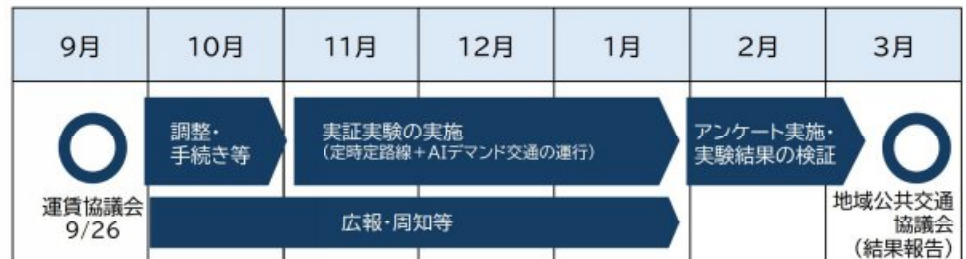 9月
10月
11月
12月
1月
2月
3月
調整・
手続き等
実証実験の実施
(定時定路線+AIデマンド交通の運行)
アンケート実施・
実験結果の検証
運賃協議会
9/26
広報・周知等
地域公共交通
協議会
(結果報告)